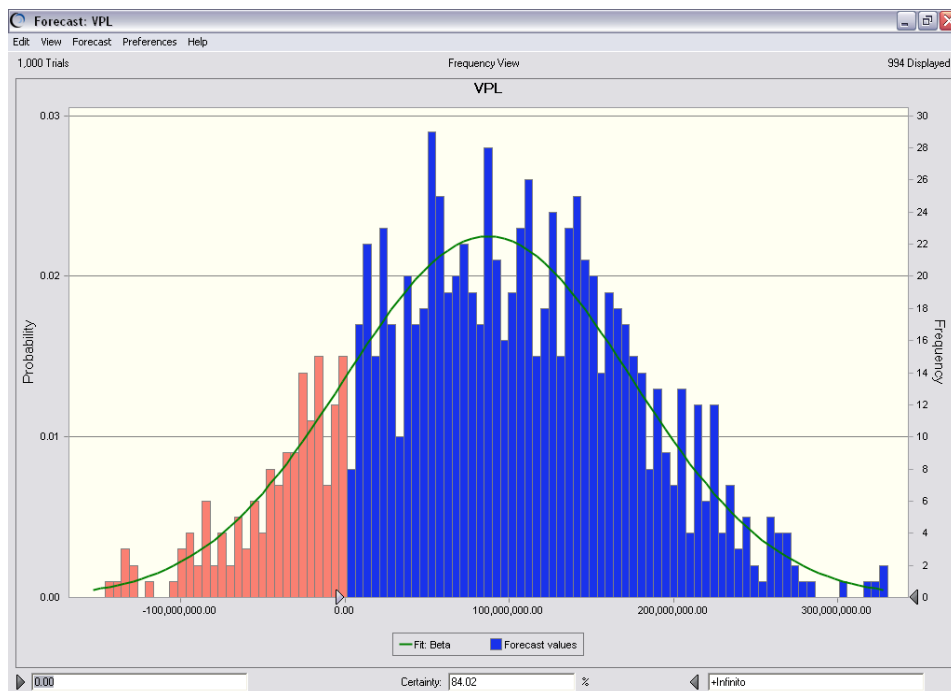 Forecast: VPL
Edit View Forecast Preferences Help
1,000 Trials Frequency View 994 Displayed
VPL
0.03
0.02
0.01
0.00
Probability
30
28
26
24
22
20
18
16
14
12
10
8
6
4
2
0
Frequency
-100,000,000.00 0.00 100,000,000.00 200,000,000.00 300,000,000.00
Fit: Beta Forecast values
0.00 Certainty: 84.02 % +Infinito